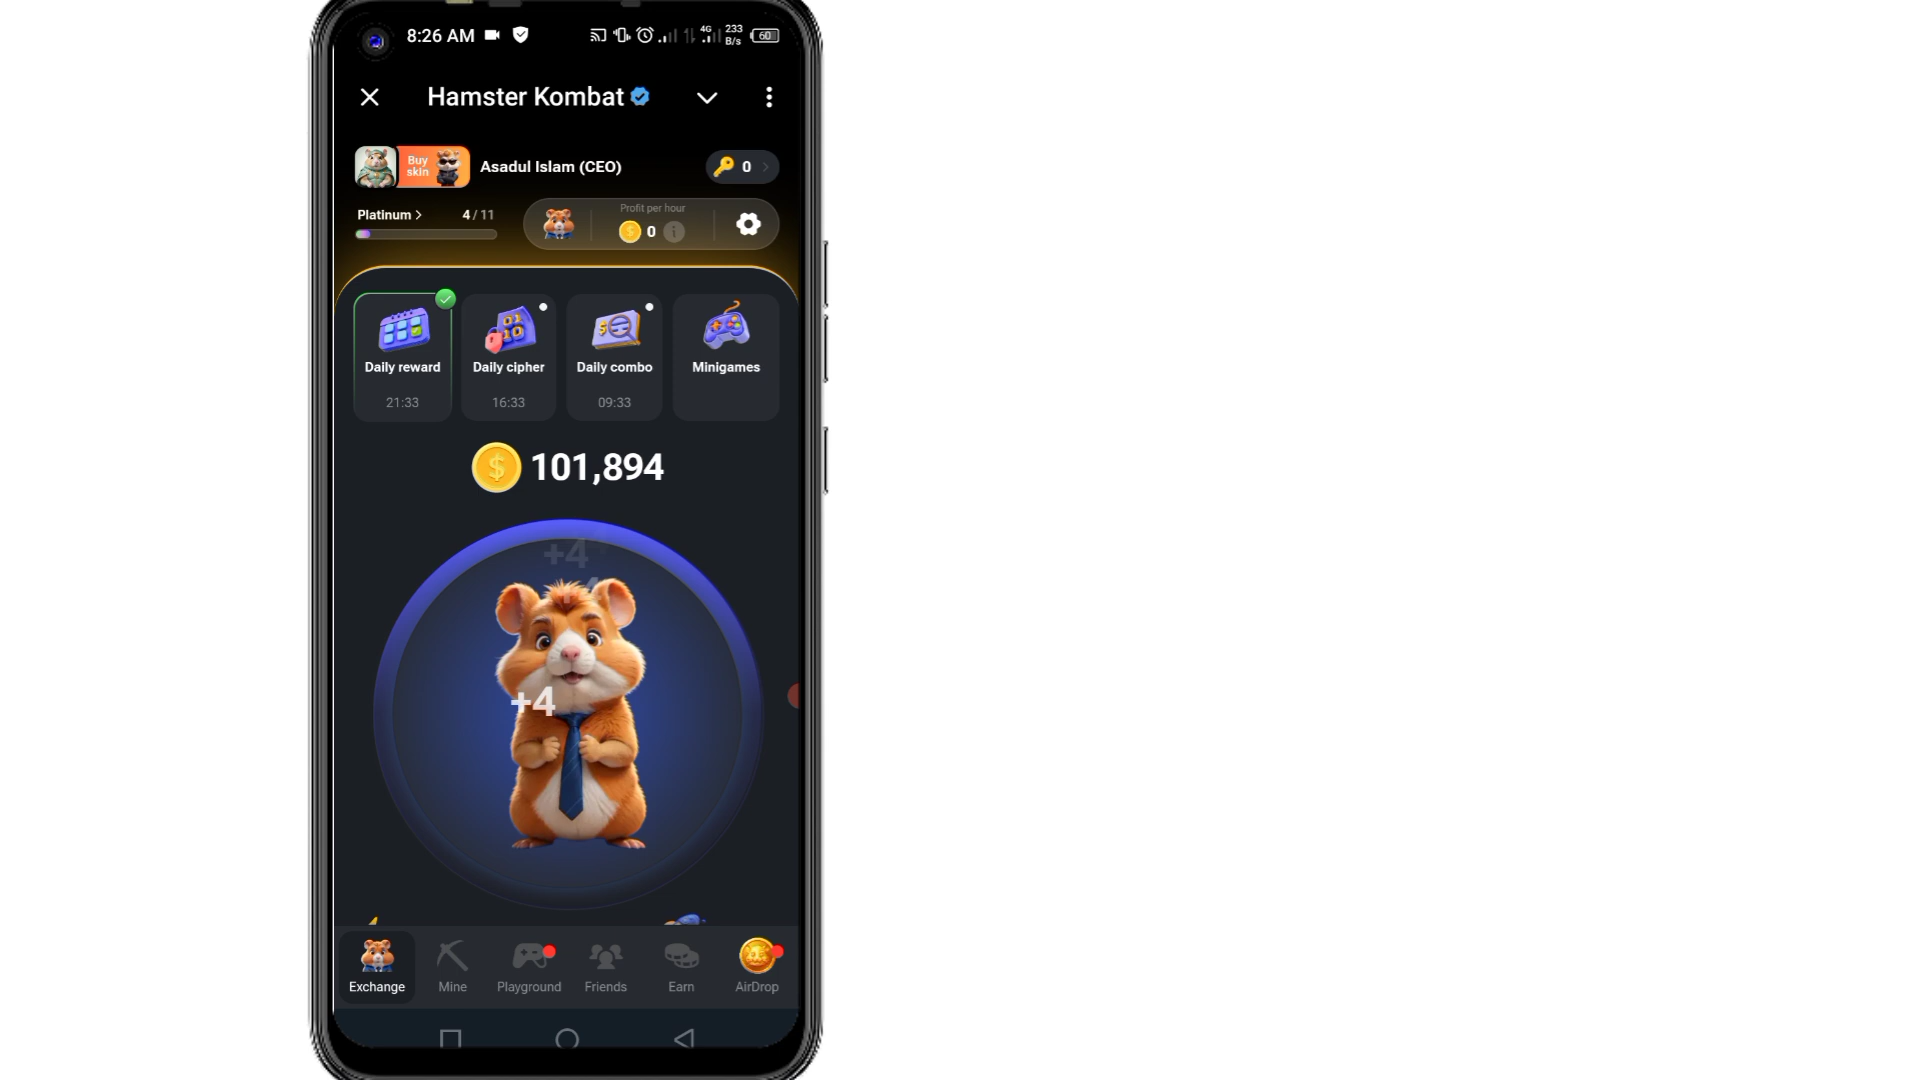 8:26 AM
4G
233
B/s
60
Hamster Kombat
Buy
skin
Asadul Islam (CEO)
0
Platinum
4 / 11
Profit per hour
$ 0
Daily reward
Daily cipher
Daily combo
Minigames
21:33
16:33
09:33
$ 101,894
+4
+4
+4
Exchange
Mine
Playground
Friends
Earn
AirDrop